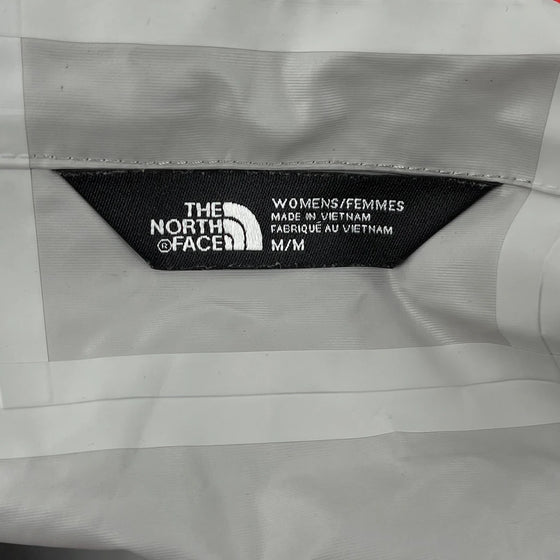 THE
NORTH
®FACE
WOMENS/FEMMES
MADE IN VIETNAM
FABRIQUÉ AU VIETNAM
M/M